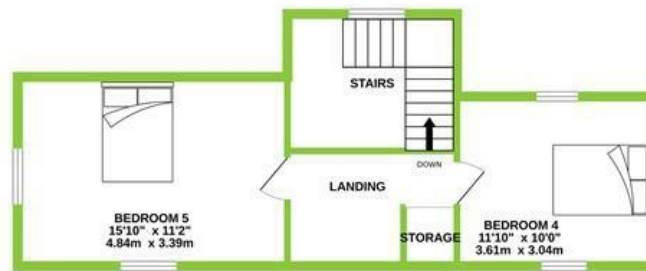 STAIRS
DOWN
LANDING
BEDROOM 5
15'10" x 11'2"
4.84m x 3.39m
STORAGE
BEDROOM 4
11'10" x 10'0"
3.61m x 3.04m